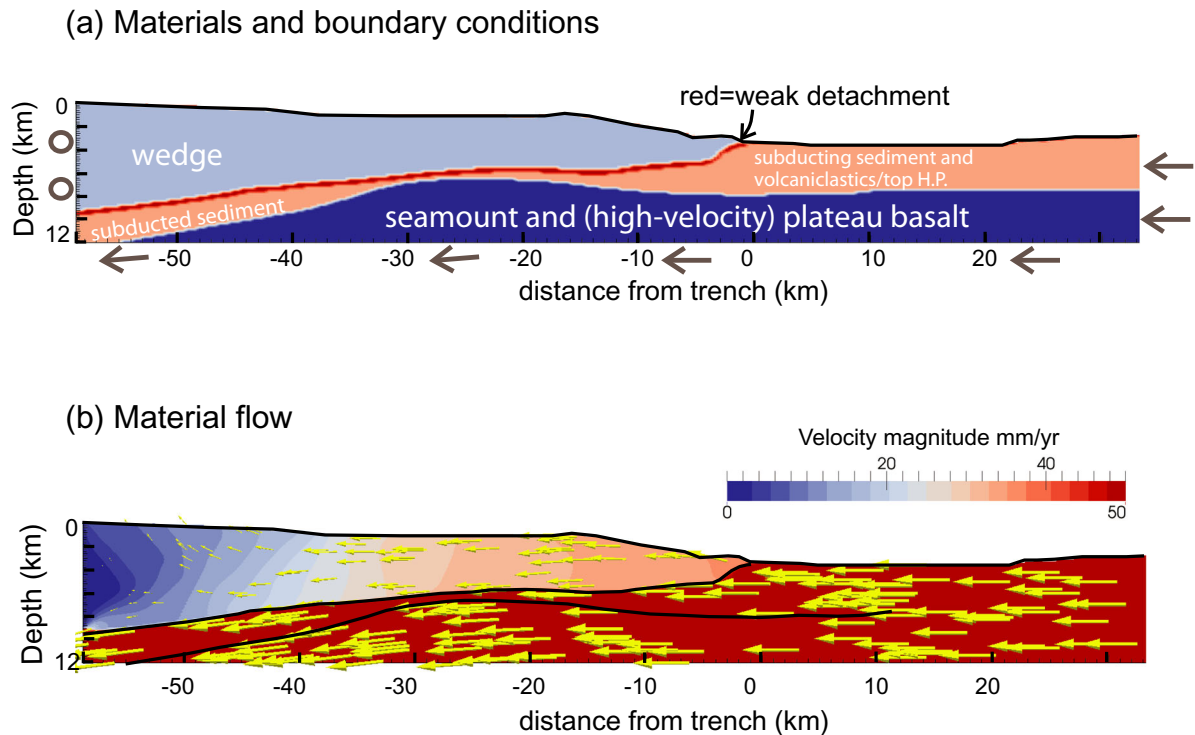 (a) Materials and boundary conditions
red=weak detachment
0
Depth (km)
12
wedge
subducting sediment and
volcaniclastics/top H.P.
subducted sediment
seamount and (high-velocity) plateau basalt
-50 -40 -30 -20 -10 0 10 20
distance from trench (km)
(b) Material flow
Velocity magnitude mm/yr
20 40
0 50
0
Depth (km)
12
-50 -40 -30 -20 -10 0 10 20
distance from trench (km)